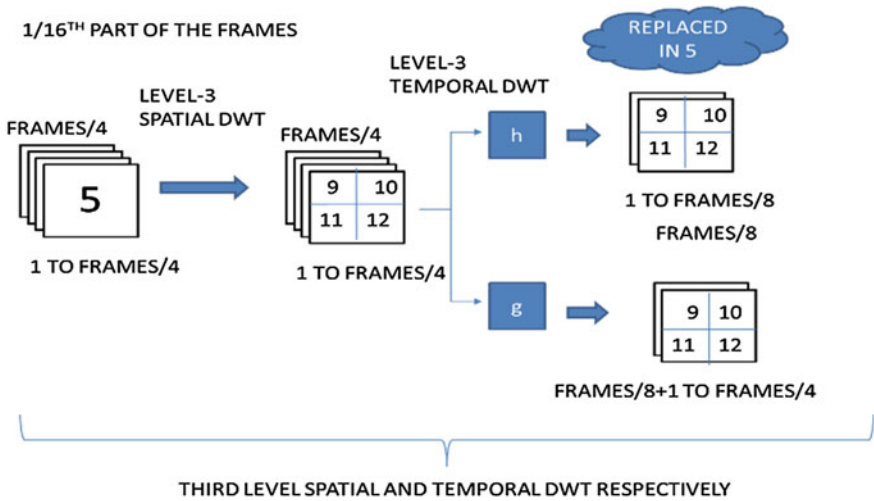 1/16TH PART OF THE FRAMES
REPLACED
IN 5
LEVEL-3
SPATIAL DWT
LEVEL-3
TEMPORAL DWT
FRAMES/4
5
1 TO FRAMES/4
FRAMES/4
9 10
11 12
1 TO FRAMES/4
h
9 10
11 12
1 TO FRAMES/8
FRAMES/8
g
9 10
11 12
FRAMES/8+1 TO FRAMES/4
THIRD LEVEL SPATIAL AND TEMPORAL DWT RESPECTIVELY